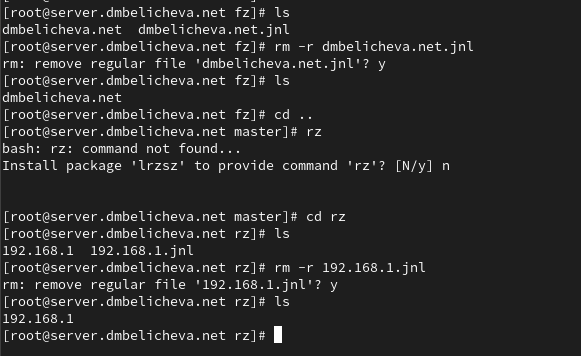 [root@server.dmbelicheva.net fz]# ls
dmbelicheva.net  dmbelicheva.net.jnl
[root@server.dmbelicheva.net fz]# rm -r dmbelicheva.net.jnl
rm: remove regular file 'dmbelicheva.net.jnl'? y
[root@server.dmbelicheva.net fz]# ls
dmbelicheva.net
[root@server.dmbelicheva.net fz]# cd ..
[root@server.dmbelicheva.net master]# rz
bash: rz: command not found...
Install package 'lrzsz' to provide command 'rz'? [N/y] n
[root@server.dmbelicheva.net master]# cd rz
[root@server.dmbelicheva.net rz]# ls
192.168.1  192.168.1.jnl
[root@server.dmbelicheva.net rz]# rm -r 192.168.1.jnl
rm: remove regular file '192.168.1.jnl'? y
[root@server.dmbelicheva.net rz]# ls
192.168.1
[root@server.dmbelicheva.net rz]#